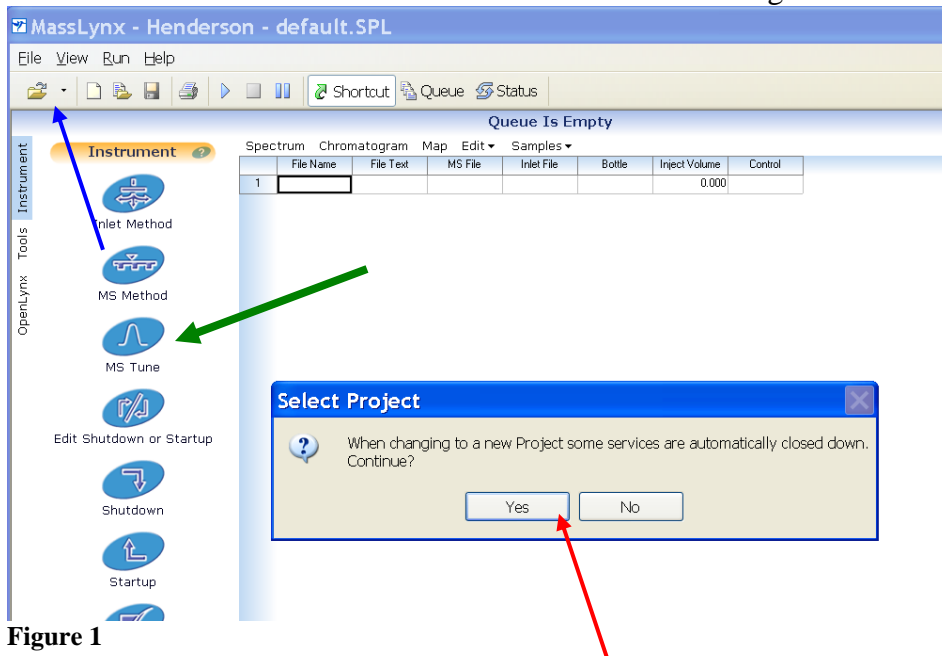 MassLynx - Henderson - default.SPL
File View Run Help
Shortcut Queue Status
Queue Is Empty
Instrument
Tools
OpenLynx
Instrument ?
Inlet Method
MS Method
MS Tune
Edit Shutdown or Startup
Shutdown
Startup
Spectrum Chromatogram Map Edit Samples
File Name File Text MS File Inlet File Bottle Inject Volume Control
1 0.000
Select Project
When changing to a new Project some services are automatically closed down.
Continue?
Yes No
Figure 1